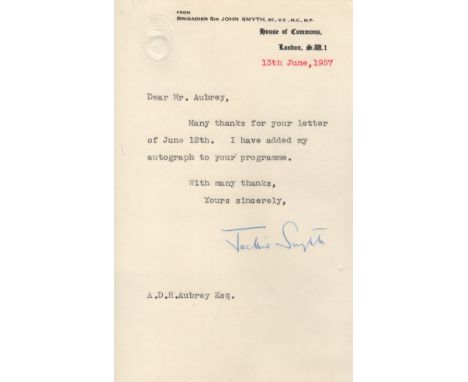 FROM
BRIGADIER SIR JOHN SMYTH, BT., V.C., M.C., M.P.
House of Commons,
London, S.W.1
13th June,1957
Dear Mr. Aubrey,
Many thanks for your letter
of June 12th. I have added my
autograph to your programme.
With many thanks,
Yours sincerely,
Jackie Smyth
A.D.H.Aubrey Esq.